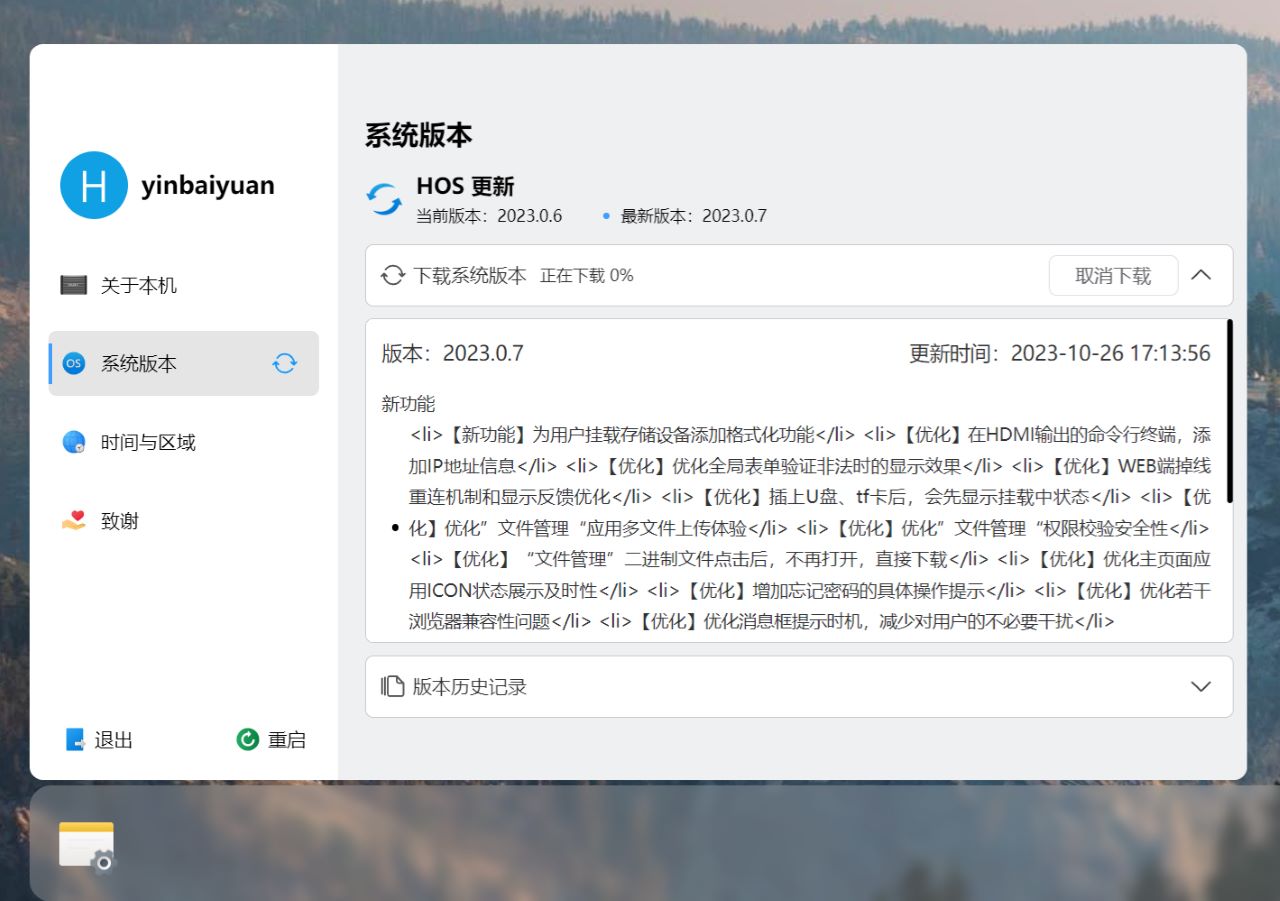 H
yinbaiyuan
关于本机
OS 系统版本
时间与区域
致谢
退出
重启
系统版本
HOS 更新
当前版本：2023.0.6
最新版本：2023.0.7
下载系统版本 正在下载 0%
取消下载
版本：2023.0.7
更新时间：2023-10-26 17:13:56
新功能
<li>【新功能】为用户挂载存储设备添加格式化功能</li> <li>【优化】在HDMI输出的命令行终端，添
加IP地址信息</li> <li>【优化】优化全局表单验证非法时的显示效果</li> <li>【优化】WEB端掉线
重连机制和显示反馈优化</li> <li>【优化】插上U盘、tf卡后，会先显示挂载中状态</li> <li>【优
化】优化”文件管理“应用多文件上传体验</li> <li>【优化】优化”文件管理“权限校验安全性</li>
<li>【优化】“文件管理”二进制文件点击后，不再打开，直接下载</li> <li>【优化】优化主页面应
用ICON状态展示及时性</li> <li>【优化】增加忘记密码的具体操作提示</li> <li>【优化】优化若干
浏览器兼容性问题</li> <li>【优化】优化消息框提示时机，减少对用户的不必要干扰</li>
版本历史记录